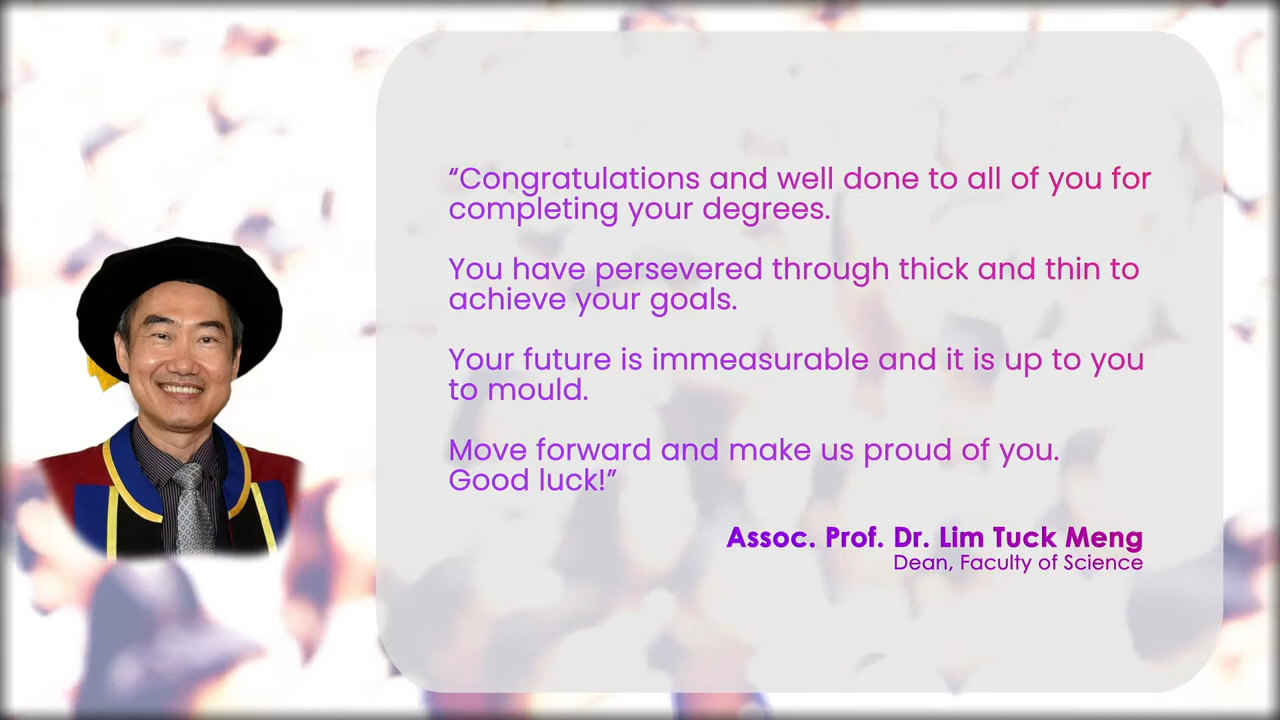 “Congratulations and well done to all of you for
completing your degrees.
You have persevered through thick and thin to
achieve your goals.
Your future is immeasurable and it is up to you
to mould.
Move forward and make us proud of you.
Good luck!”
Assoc. Prof. Dr. Lim Tuck Meng
Dean, Faculty of Science